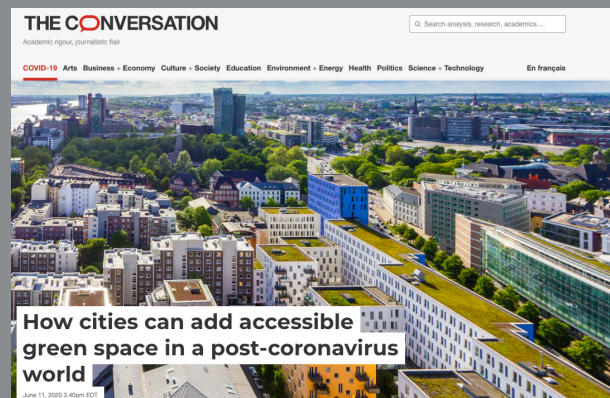 THE CONVERSATION
Search analysis, research, academics...
Academic rigour, journalistic flair
COVID-19 Arts Business + Economy Culture + Society Education Environment + Energy Health Politics Science + Technology En français
How cities can add accessible
green space in a post-coronavirus
world
June 11, 2020 3.40pm EDT